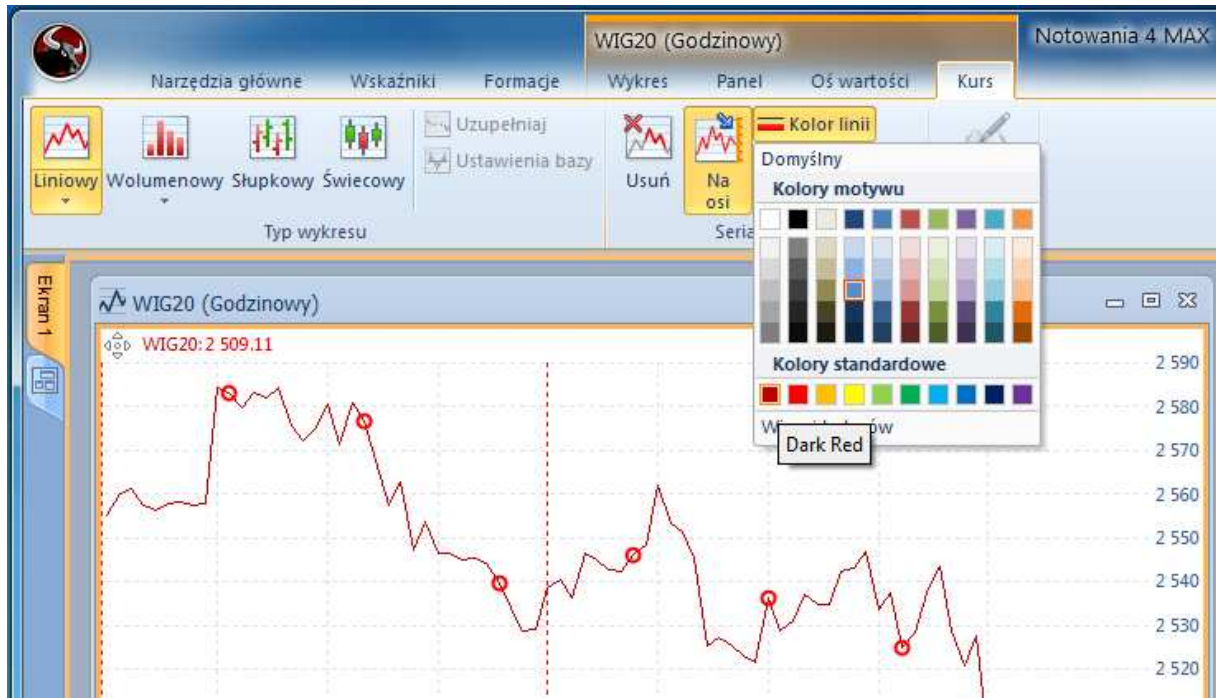 WIG20 (Godzinowy)
Notowania 4 MAX
Narzędzia główne
Wskaźniki
Formacje
Wykres
Panel
Oś wartości
Kurs
Liniowy
Wolumenowy
Słupkowy
Świecowy
Uzupełniaj
Ustawienia bazy
Typ wykresu
Usuń
Na
osi
Seria
Kolor linii
Domyślny
Kolory motywu
Kolory standardowe
Dark Red
Ekran 1
WIG20 (Godzinowy)
WIG20: 2 509.11
2 590
2 580
2 570
2 560
2 550
2 540
2 530
2 520